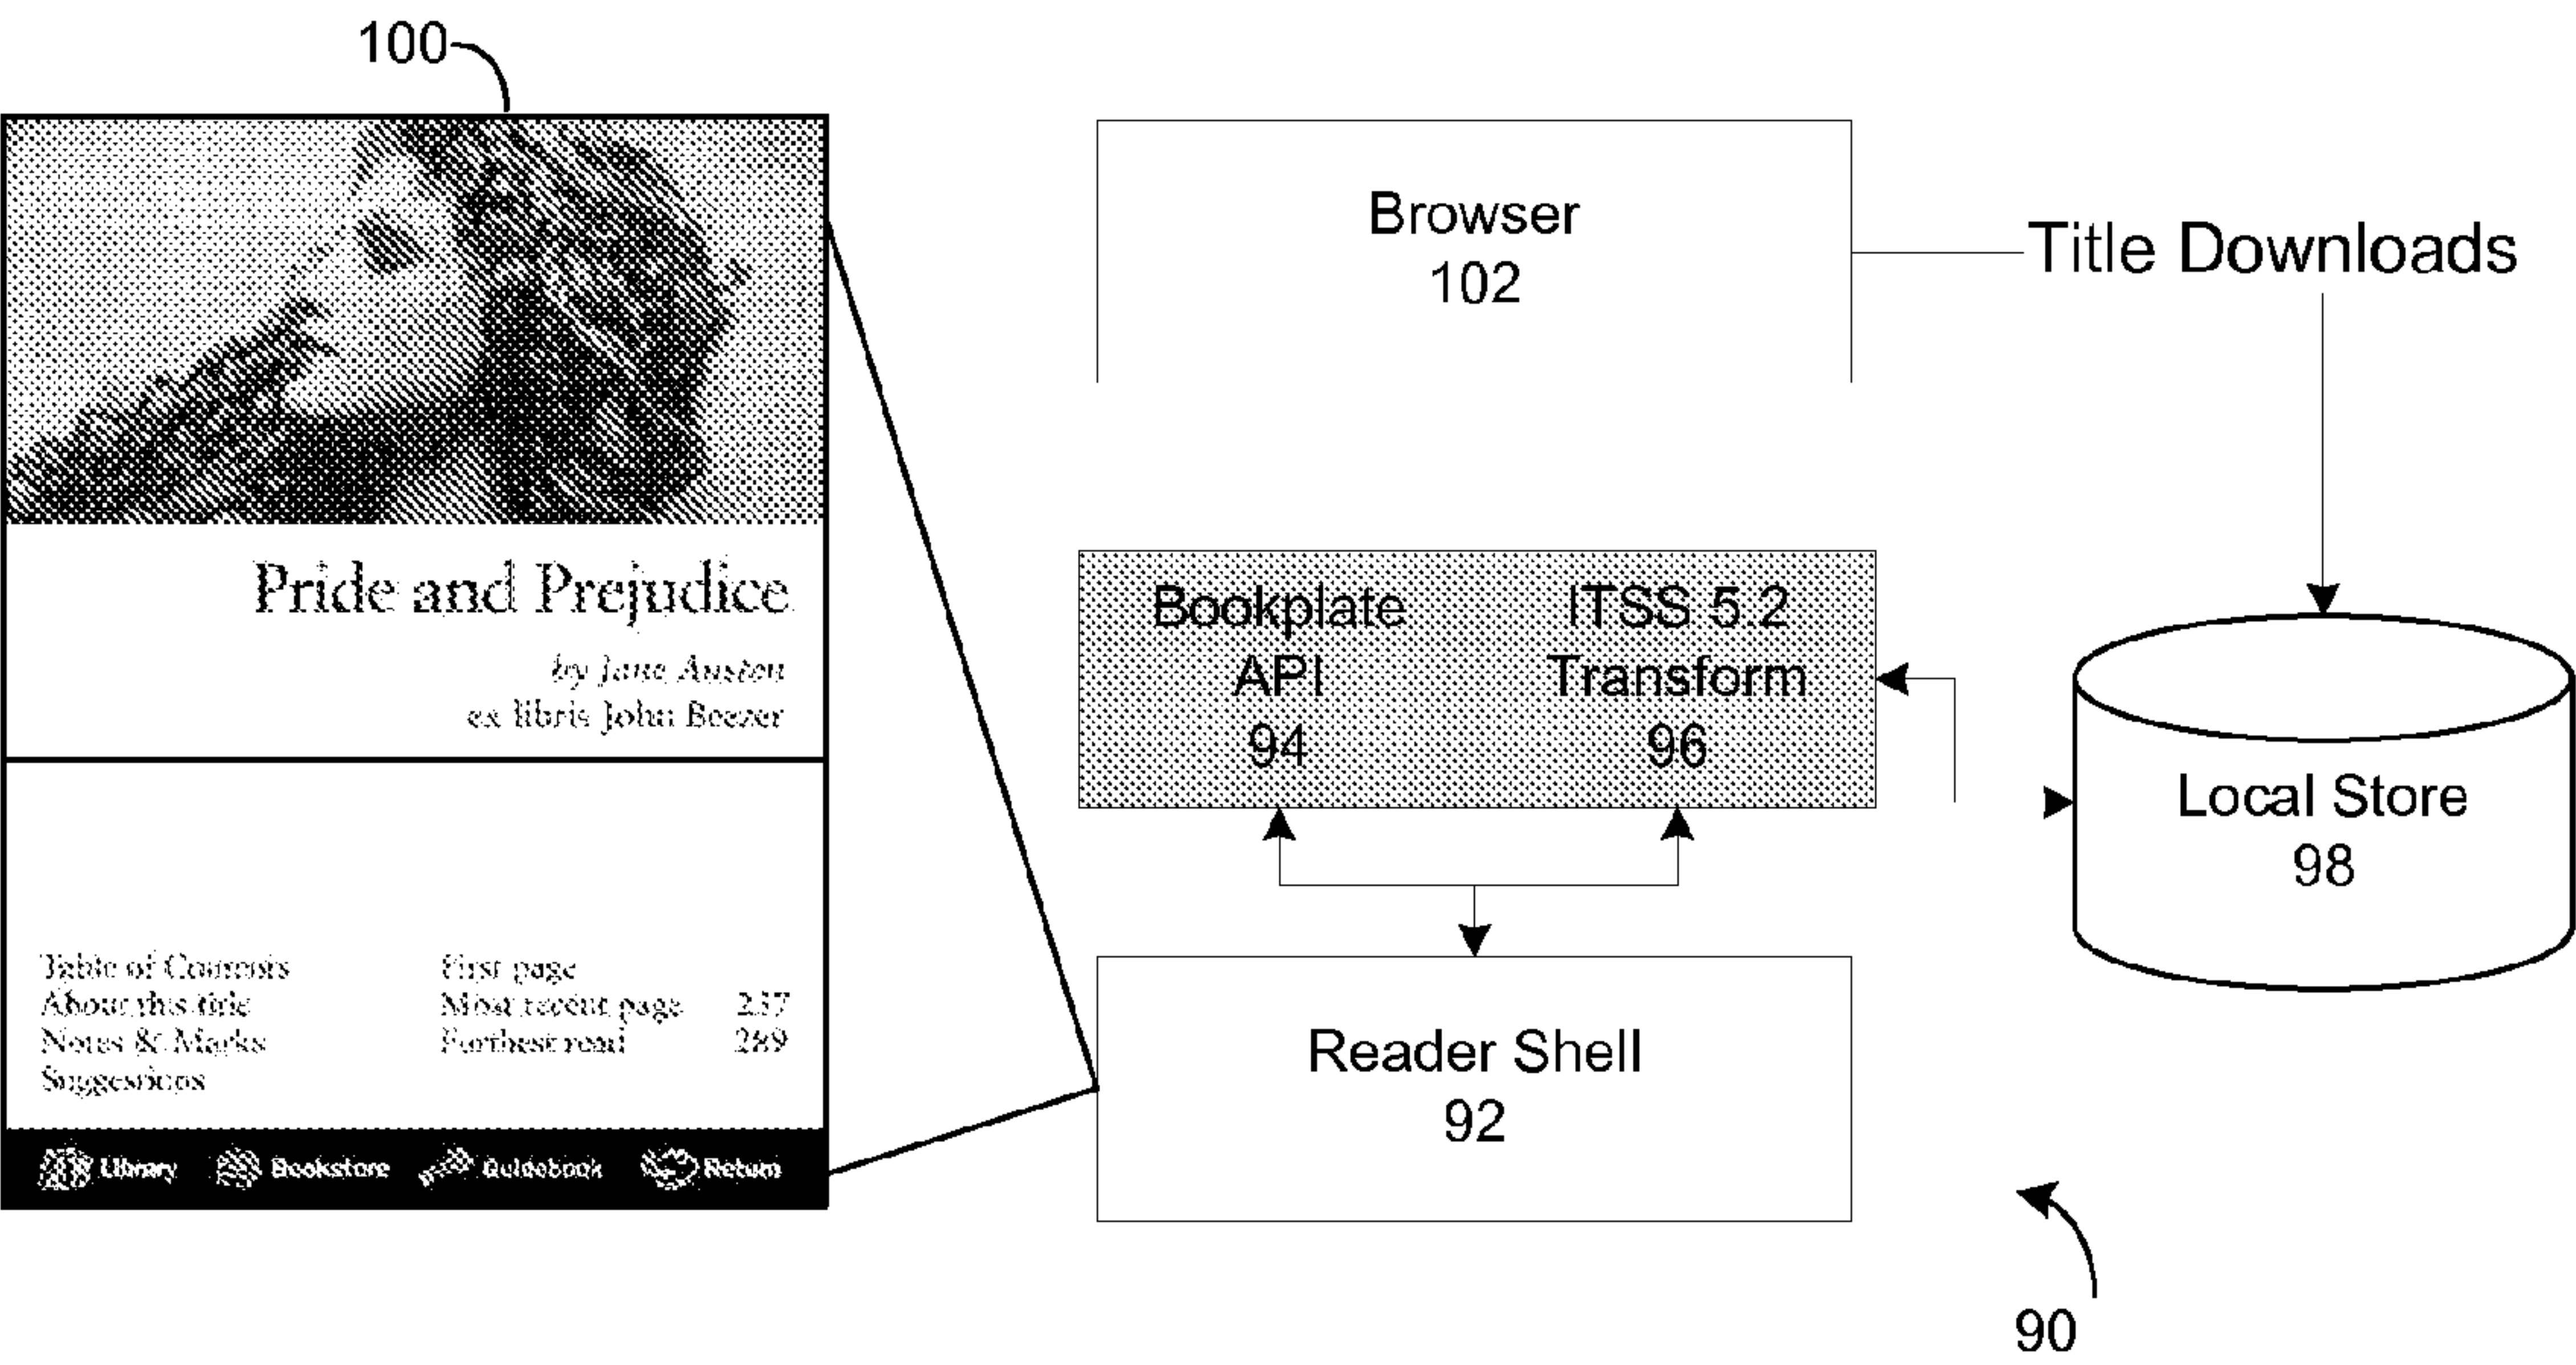 100
Pride and Prejudice
by Jane Austen
ex libris John Beezer
Table of Contents
About this title
Notes & Marks
Suggestions
First page
Most recent page 237
Furthest read 289
Library Bookstore Guidebook Return
Browser
102
Title Downloads
Bookplate
API
94
ITSS 5.2
Transform
96
Local Store
98
Reader Shell
92
90